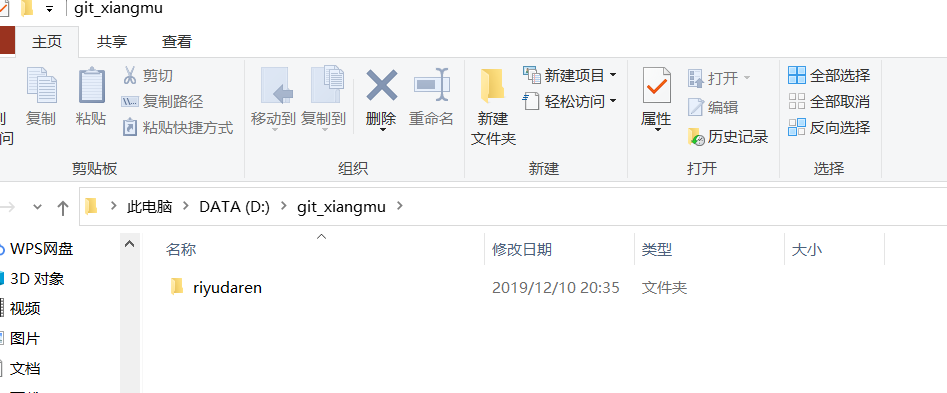 git_xiangmu
主页 共享 查看
复制
粘贴
剪切
复制路径
粘贴快捷方式
剪贴板
移动到 复制到 删除 重命名
组织
新建
文件夹
新建项目
轻松访问
新建
属性
打开
编辑
历史记录
打开
全部选择
全部取消
反向选择
选择
此电脑 DATA (D:) git_xiangmu
WPS网盘
3D 对象
视频
图片
文档
名称 修改日期 类型 大小
riyudaren 2019/12/10 20:35 文件夹